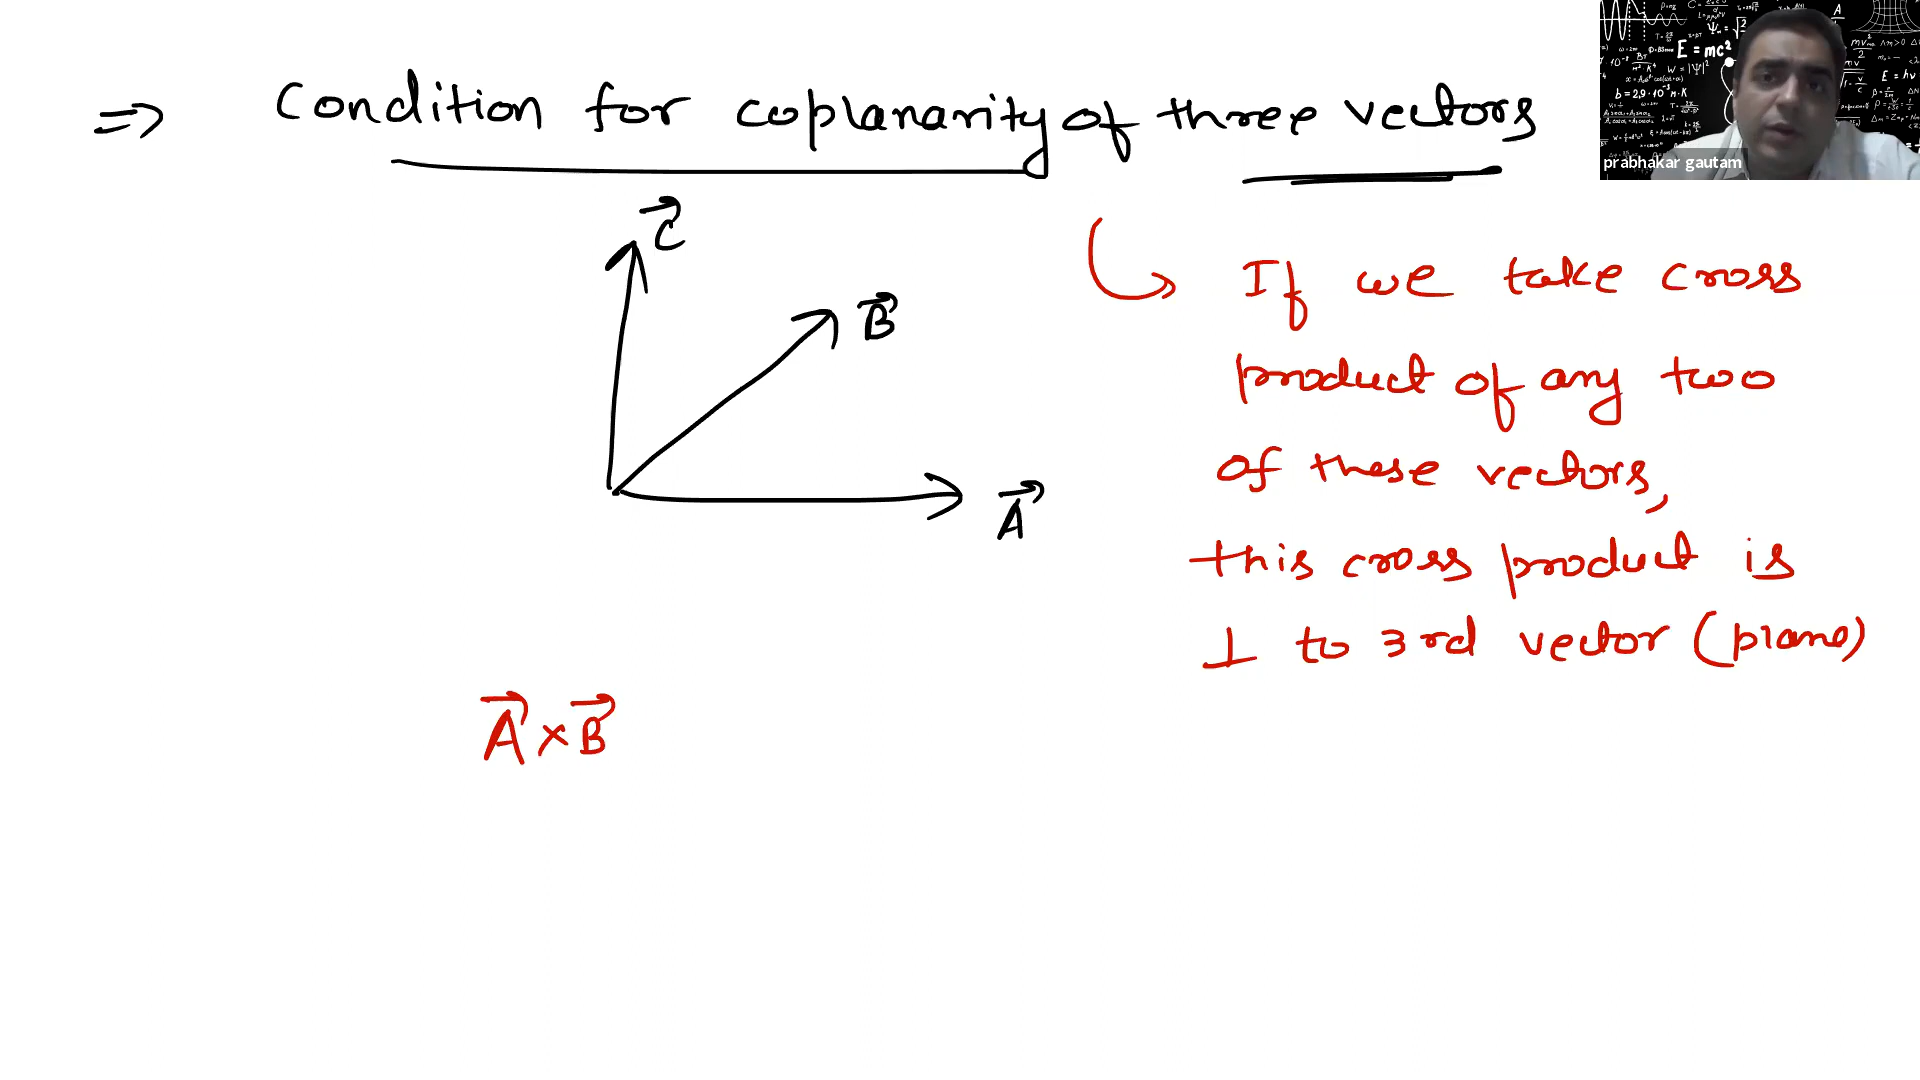 ⇒ Condition for coplanarity of three vectors
C⃗
B⃗
A⃗
If we take cross
product of any two
of these vectors,
this cross product is
⊥ to 3rd vector (plane)
A⃗ × B⃗
E = mc²
prabhakar gautam